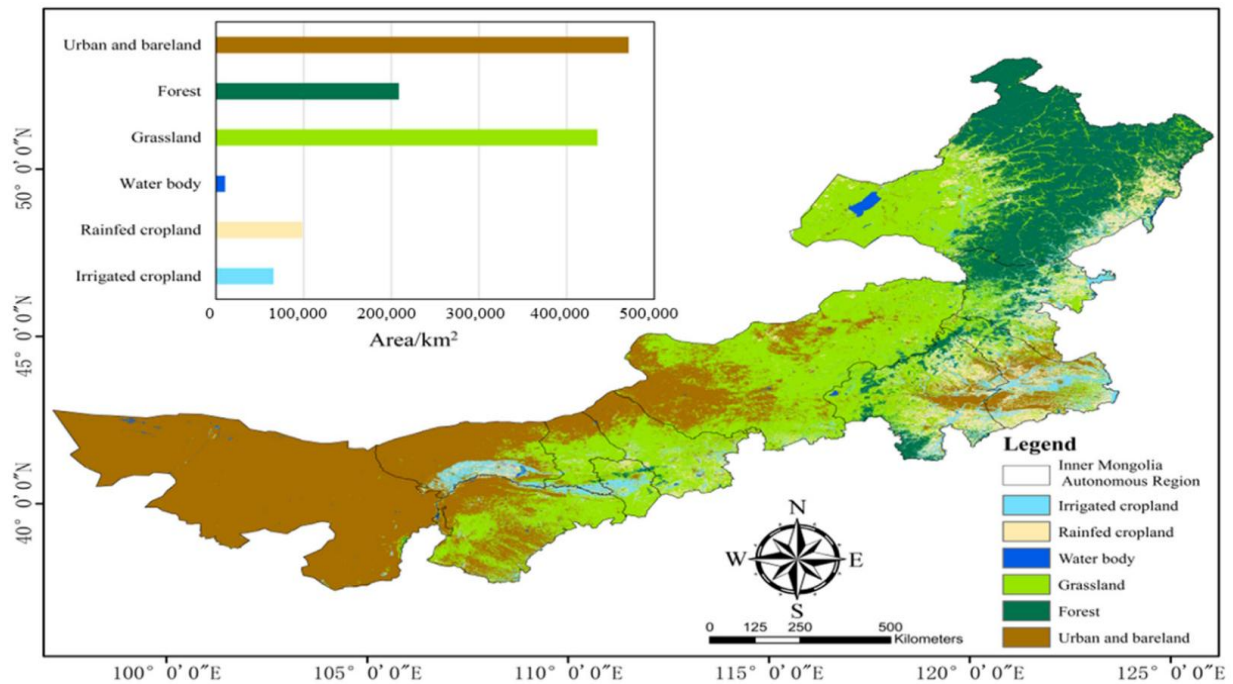 Urban and bareland
Forest
Grassland
Water body
Rainfed cropland
Irrigated cropland
0 100,000 200,000 300,000 400,000 500,000
Area/km²
50° 0′0″N
45° 0′0″N
40° 0′0″N
N
W E
S
0 125 250 500
Kilometers
Legend
Inner Mongolia
Autonomous Region
Irrigated cropland
Rainfed cropland
Water body
Grassland
Forest
Urban and bareland
100° 0′0″E 105° 0′0″E 110° 0′0″E 115° 0′0″E 120° 0′0″E 125° 0′0″E